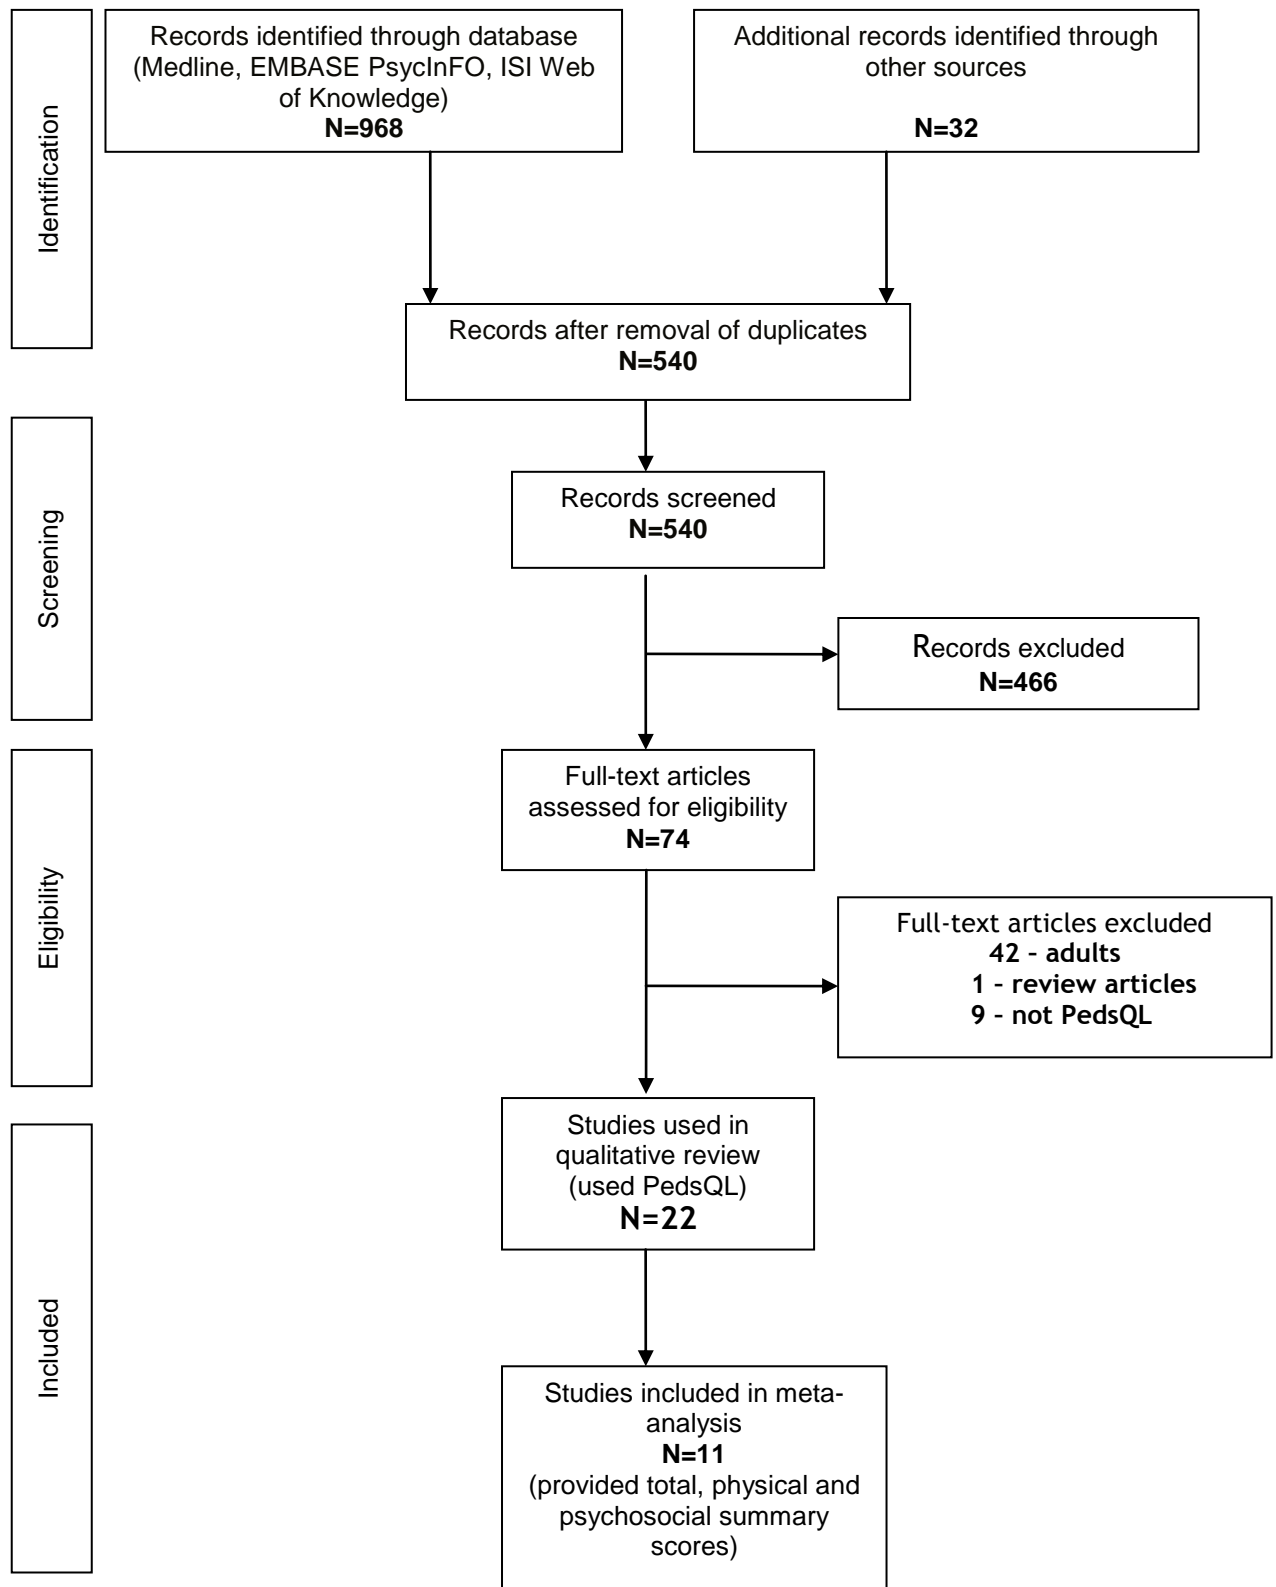 Identification
Records identified through database
(Medline, EMBASE PsycInFO, ISI Web
of Knowledge)
N=968
Additional records identified through
other sources
N=32
Records after removal of duplicates
N=540
Screening
Records screened
N=540
Records excluded
N=466
Eligibility
Full-text articles
assessed for eligibility
N=74
Full-text articles excluded
42 – adults
1 – review articles
9 – not PedsQL
Included
Studies used in
qualitative review
(used PedsQL)
N=22
Studies included in meta-
analysis
N=11
(provided total, physical and
psychosocial summary
scores)